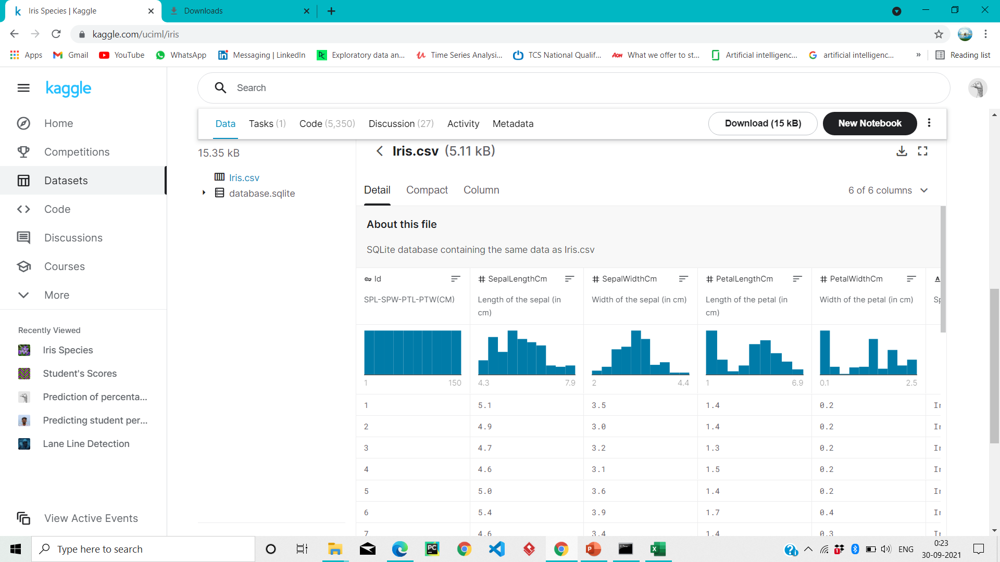 Iris Species | Kaggle
Downloads
kaggle.com/uciml/iris
Apps
Gmail
YouTube
WhatsApp
Messaging | LinkedIn
Exploratory data an...
Time Series Analysi...
TCS National Qualif...
What we offer to st...
Artificial intelligenc...
artificial intelligenc...
»
Reading list
kaggle
Search
Home
Competitions
Datasets
Code
Discussions
Courses
More
Recently Viewed
Iris Species
Student's Scores
Prediction of percenta...
Predicting student per...
Lane Line Detection
View Active Events
Data
Tasks (1)
Code (5,350)
Discussion (27)
Activity
Metadata
Download (15 kB)
New Notebook
15.35 kB
Iris.csv
database.sqlite
Iris.csv (5.11 kB)
Detail
Compact
Column
6 of 6 columns
About this file
SQLite database containing the same data as Iris.csv
Id
# SepalLengthCm
# SepalWidthCm
# PetalLengthCm
# PetalWidthCm
SPL-SPW-PTL-PTW(CM)
Length of the sepal (in
cm)
Width of the sepal (in cm)
Length of the petal (in
cm)
Width of the petal (in cm)
1 150
4.3 7.9
2 4.4
1 6.9
0.1 2.5
1 5.1 3.5 1.4 0.2
2 4.9 3.0 1.4 0.2
3 4.7 3.2 1.3 0.2
4 4.6 3.1 1.5 0.2
5 5.0 3.6 1.4 0.2
6 5.4 3.9 1.7 0.4
7 4.6 3.4 1.4 0.3
Type here to search
ENG
0:23
30-09-2021